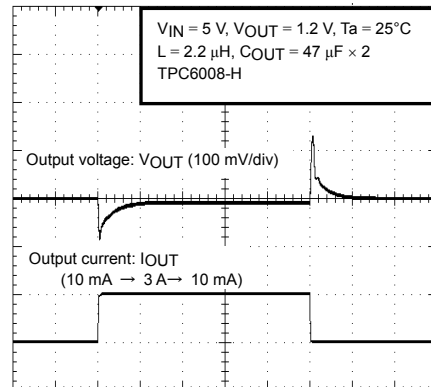 VIN = 5 V, VOUT = 1.2 V, Ta = 25°C
L = 2.2 μH, COUT = 47 μF × 2
TPC6008-H
Output voltage: VOUT (100 mV/div)
Output current: IOUT
(10 mA → 3 A→ 10 mA)